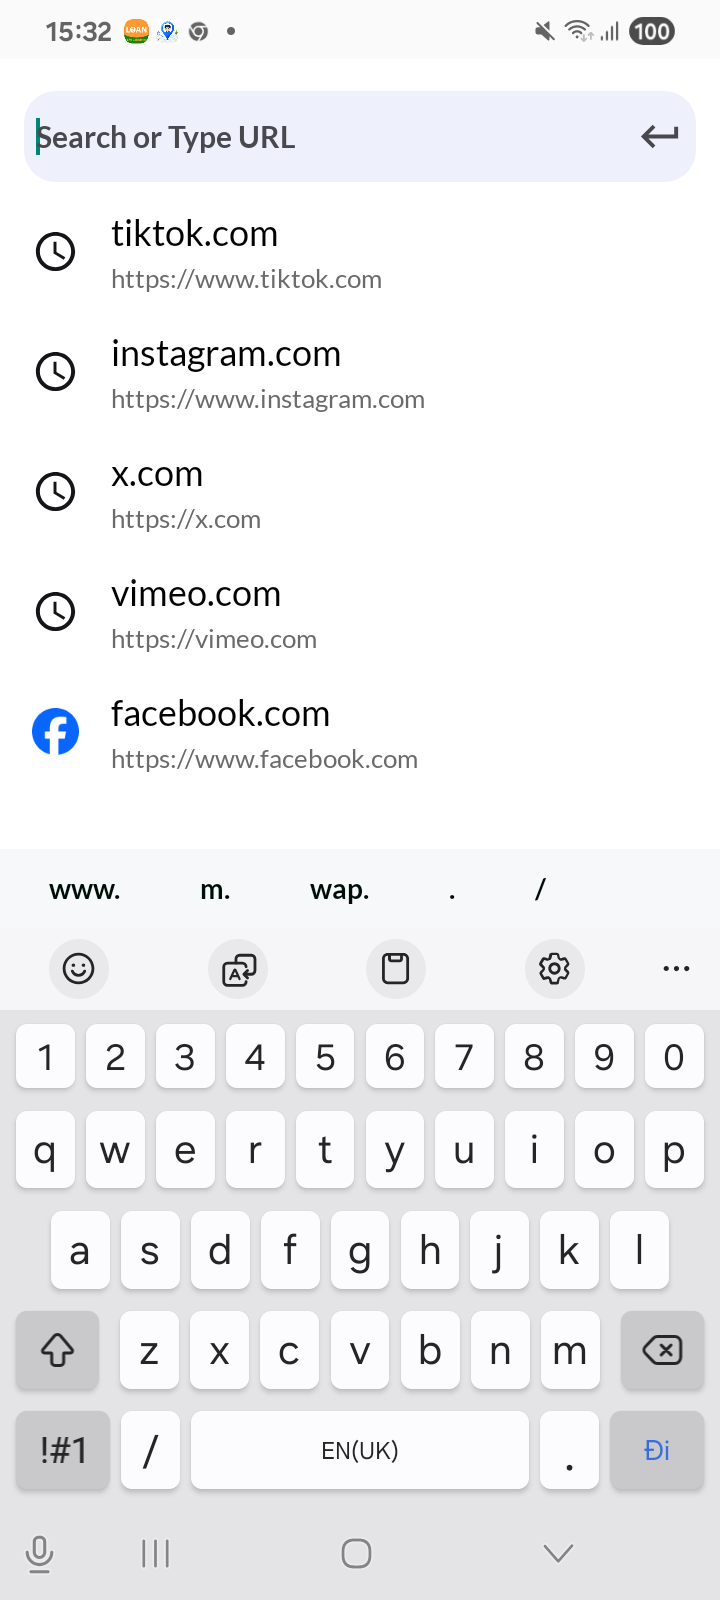 15:32 LOAN 100
Search or Type URL
tiktok.com
https://www.tiktok.com
instagram.com
https://www.instagram.com
x.com
https://x.com
vimeo.com
https://vimeo.com
facebook.com
https://www.facebook.com
www. m. wap. . /
1 2 3 4 5 6 7 8 9 0
q w e r t y u i o p
a s d f g h j k l
z x c v b n m
!#1 / EN(UK) . Đi